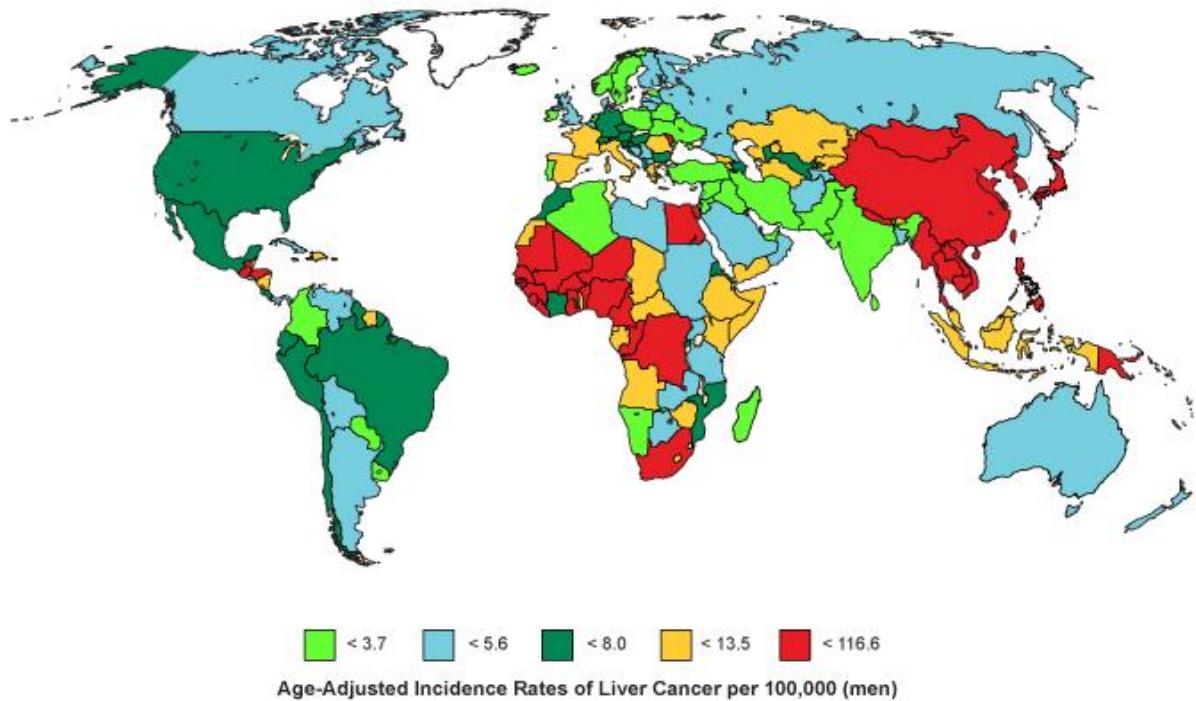 < 3.7 < 5.6 < 8.0 < 13.5 < 116.6
Age-Adjusted Incidence Rates of Liver Cancer per 100,000 (men)